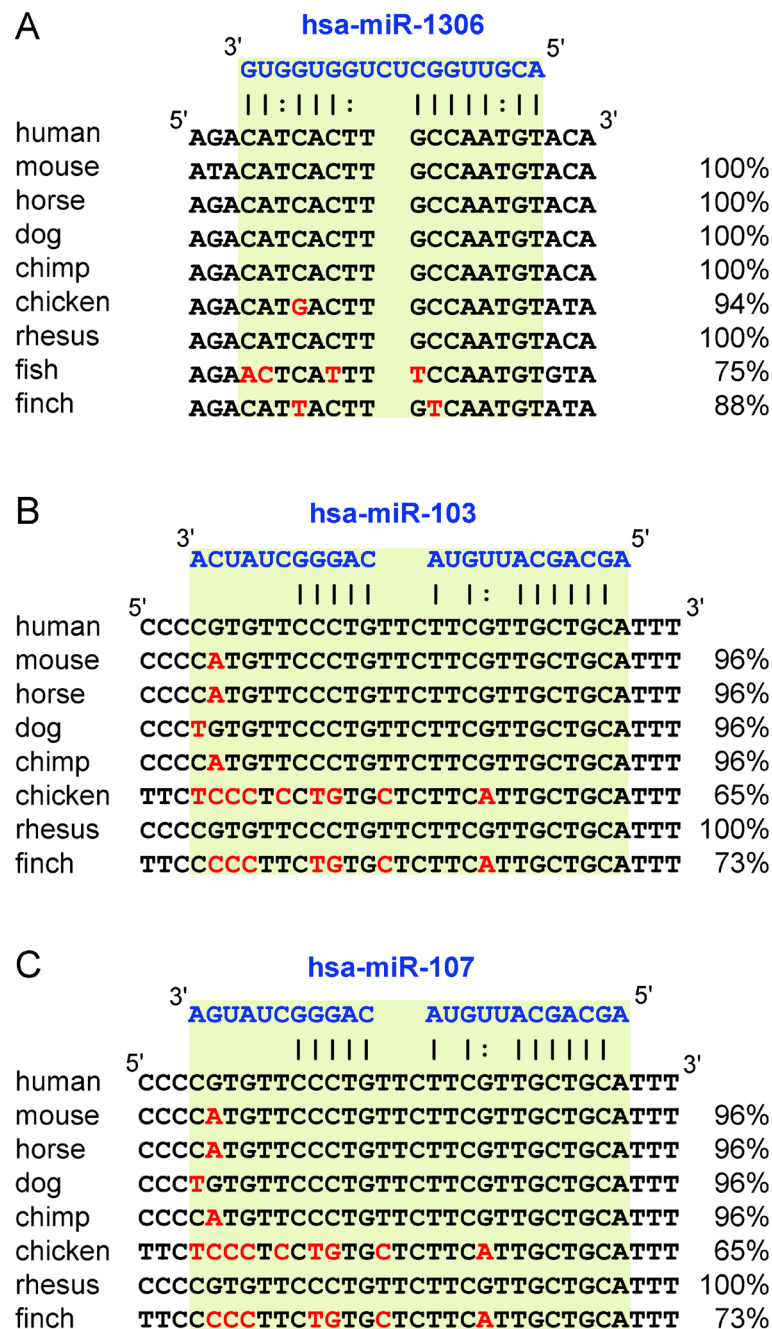 A
hsa-miR-1306
3' 5'
GUGGUGGUCUCGGUUGCA
||:|||: |||||:||
5' 3'
human AGACATCACTT GCCAATGTACA
mouse ATACATCACTT GCCAATGTACA 100%
horse AGACATCACTT GCCAATGTACA 100%
dog AGACATCACTT GCCAATGTACA 100%
chimp AGACATCACTT GCCAATGTACA 100%
chicken AGACATGACTT GCCAATGTATA 94%
rhesus AGACATCACTT GCCAATGTACA 100%
fish AGAACTCATTT TCCAATGTGTA 75%
finch AGACATTACTT GTCAATGTATA 88%
B
hsa-miR-103
3' 5'
ACUAUCGGGAC AUGUUACGACGA
||||| | |: ||||||
5' 3'
human CCCCGTGTTCCCTGTTCTTCGTTGCTGCATTT
mouse CCCCATGTTCCCTGTTCTTCGTTGCTGCATTT 96%
horse CCCCATGTTCCCTGTTCTTCGTTGCTGCATTT 96%
dog CCCTGTGTTCCCTGTTCTTCGTTGCTGCATTT 96%
chimp CCCCATGTTCCCTGTTCTTCGTTGCTGCATTT 96%
chicken TTCTCCCTCCTGTGCTCTTCATTGCTGCATTT 65%
rhesus CCCCGTGTTCCCTGTTCTTCGTTGCTGCATTT 100%
finch TTCCCCCTTCTGTGCTCTTCATTGCTGCATTT 73%
C
hsa-miR-107
3' 5'
AGUAUCGGGAC AUGUUACGACGA
||||| | |: ||||||
5' 3'
human CCCCGTGTTCCCTGTTCTTCGTTGCTGCATTT
mouse CCCCATGTTCCCTGTTCTTCGTTGCTGCATTT 96%
horse CCCCATGTTCCCTGTTCTTCGTTGCTGCATTT 96%
dog CCCTGTGTTCCCTGTTCTTCGTTGCTGCATTT 96%
chimp CCCCATGTTCCCTGTTCTTCGTTGCTGCATTT 96%
chicken TTCTCCCTCCTGTGCTCTTCATTGCTGCATTT 65%
rhesus CCCCGTGTTCCCTGTTCTTCGTTGCTGCATTT 100%
finch TTCCCCCTTCTGTGCTCTTCATTGCTGCATTT 73%